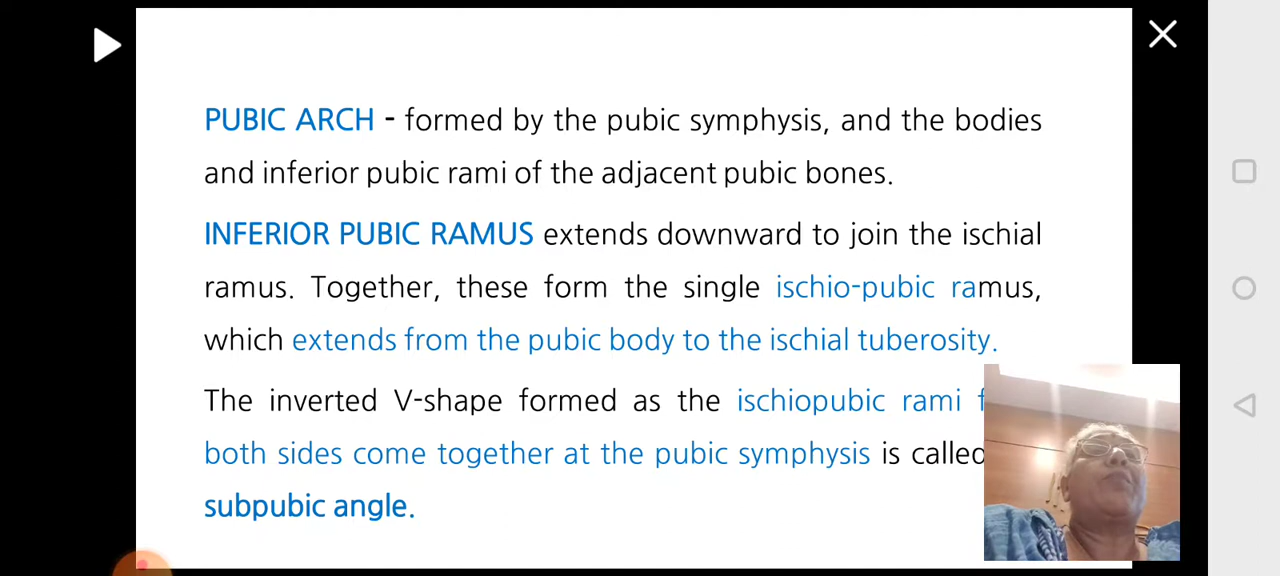 PUBIC ARCH - formed by the pubic symphysis, and the bodies
and inferior pubic rami of the adjacent pubic bones.
INFERIOR PUBIC RAMUS extends downward to join the ischial
ramus. Together, these form the single ischio-pubic ramus,
which extends from the pubic body to the ischial tuberosity.
The inverted V-shape formed as the ischiopubic rami
both sides come together at the pubic symphysis is called
subpubic angle.